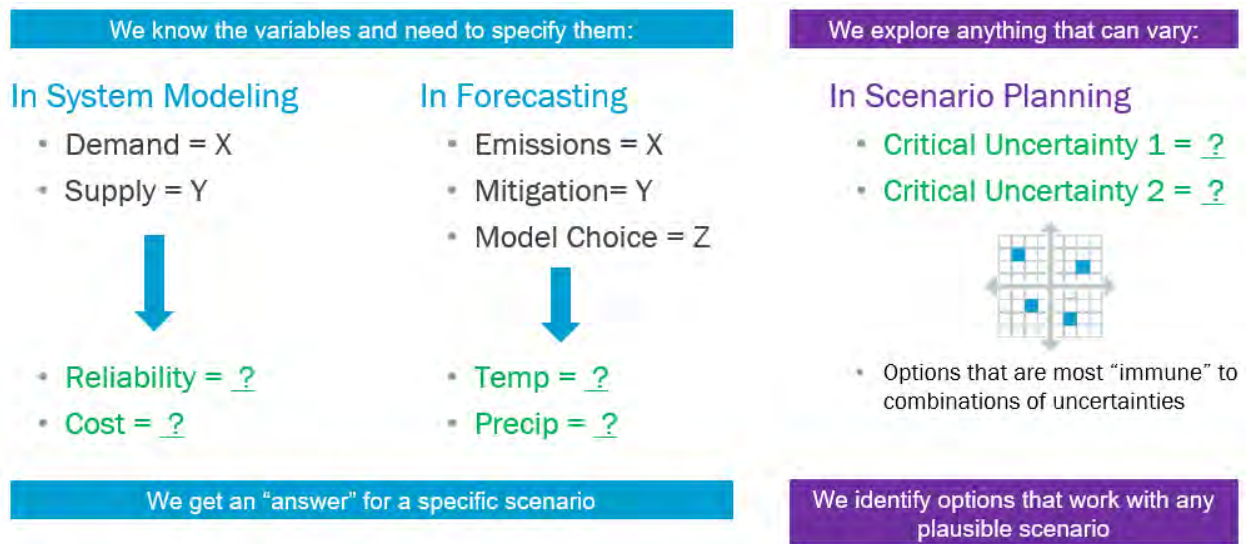 We know the variables and need to specify them:
In System Modeling
• Demand = X
• Supply = Y
• Reliability = ?
• Cost = ?
In Forecasting
• Emissions = X
• Mitigation= Y
• Model Choice = Z
• Temp = ?
• Precip = ?
We get an “answer” for a specific scenario
We explore anything that can vary:
In Scenario Planning
• Critical Uncertainty 1 = ?
• Critical Uncertainty 2 = ?
• Options that are most “immune” to
combinations of uncertainties
We identify options that work with any
plausible scenario